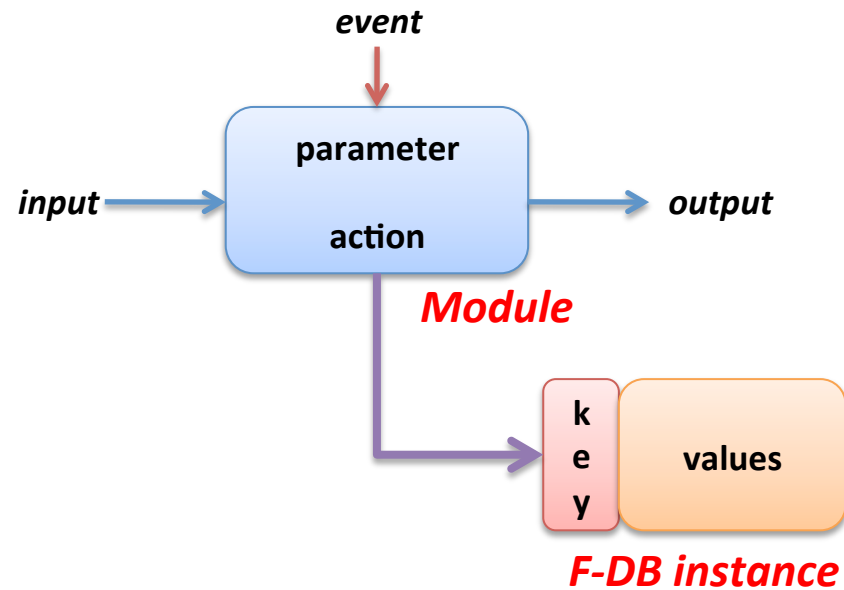 event
parameter
input
output
action
Module
k
e
y
values
F-DB instance